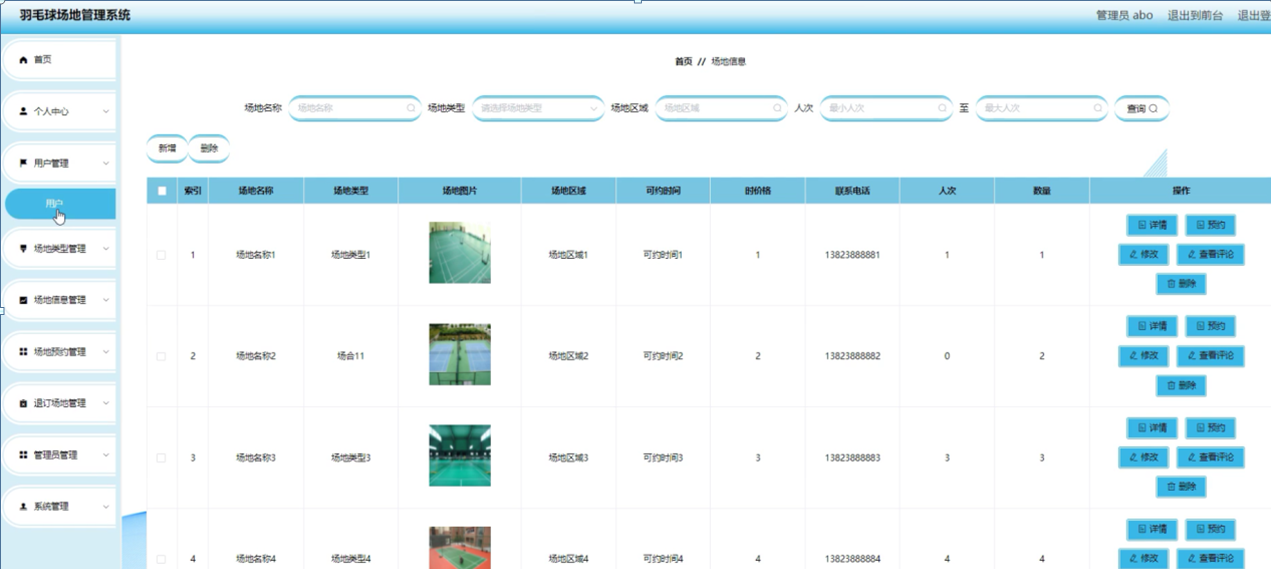 羽毛球场地管理系统 管理员 abo 退出到前台 退出登
首页
个人中心
用户管理
用户
场地类型管理
场地信息管理
场地预约管理
退订场地管理
管理员管理
系统管理
首页 // 场地信息
场地名称 场地名称 场地类型 请选择场地类型 场地区域 场地区域 人次 最小人次 至 最大人次 查询
新增 删除
索引 场地名称 场地类型 场地图片 场地区域 可约时间 时价格 联系电话 人次 数量 操作
1 场地名称1 场地类型1 场地区域1 可约时间1 1 13823888881 1 1
详情 预约
修改 查看评论
删除
2 场地名称2 场合11 场地区域2 可约时间2 2 13823888882 0 2
详情 预约
修改 查看评论
删除
3 场地名称3 场地类型3 场地区域3 可约时间3 3 13823888883 3 3
详情 预约
修改 查看评论
删除
4 场地名称4 场地类型4 场地区域4 可约时间4 4 13823888884 4 4
详情 预约
修改 查看评论